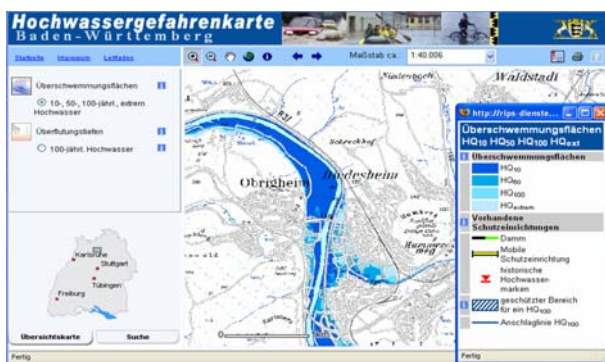 Hochwassergefahrenkarte
Baden-Württemberg
Startseite Impressum Leitfaden
Maßstab ca.: 1:40.006
Überschwemmungsflächen
10-, 50-, 100-jährl., extrem
Hochwasser
Überflutungstiefen
100-jährl. Hochwasser
Karlsruhe
Stuttgart
Tübingen
Freiburg
Übersichtskarte
Suche
Fertig
Waldstadt
Schreckhof
Diedesheim
Obrigheim
http://rips-dienste...
Überschwemmungsflächen
HQ10 HQ50 HQ100 HQext
Überschwemmungsflächen
HQ10
HQ50
HQ100
HQextrem
Vorhandene
Schutzeinrichtungen
Damm
Mobile
Schutzeinrichtung
historische
Hochwasser-
marken
geschützter Bereich
für ein HQ100
Anschlaglinie HQ100
Fertig